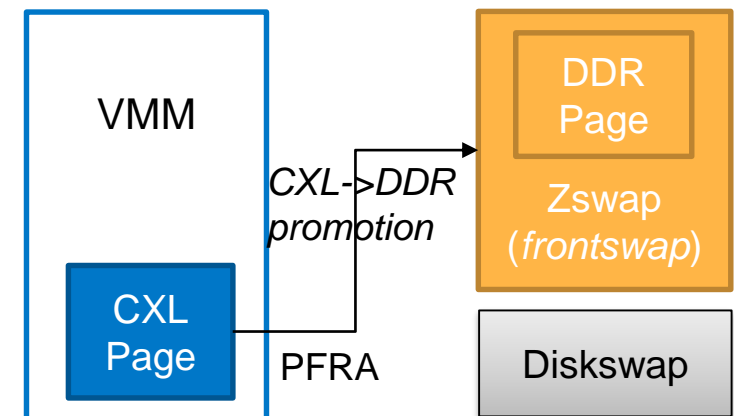 VMM
CXL
Page
CXL->DDR
promotion
PFRA
DDR
Page
Zswap
(frontswap)
Diskswap